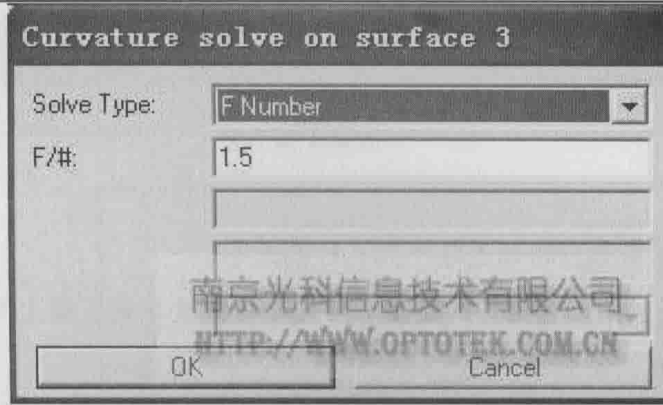 Curvature solve on surface 3
Solve Type:
F Number
F/#:
1.5
南京光科信息技术有限公司
HTTP://WWW.OPTOTEK.COM.CN
OK
Cancel